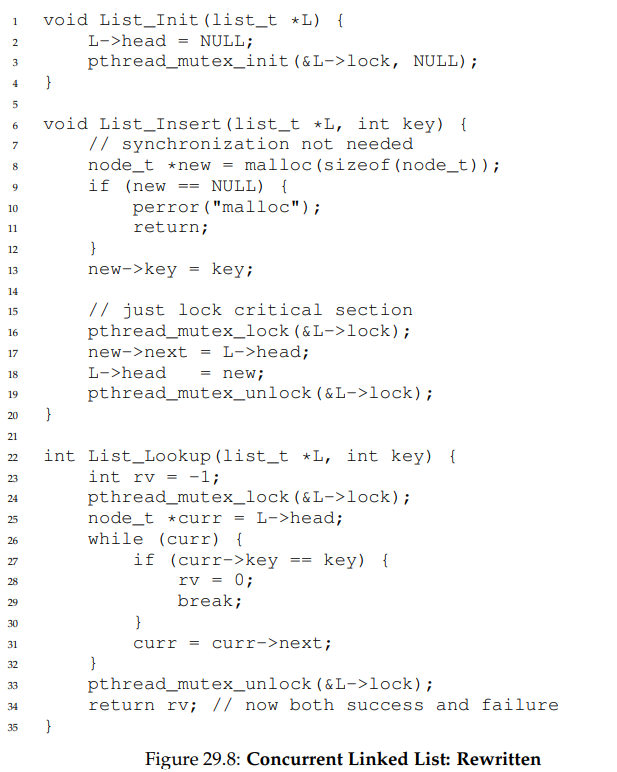 1 void List_Init(list_t *L) {
2     L->head = NULL;
3     pthread_mutex_init(&L->lock, NULL);
4 }
5
6 void List_Insert(list_t *L, int key) {
7     // synchronization not needed
8     node_t *new = malloc(sizeof(node_t));
9     if (new == NULL) {
10         perror("malloc");
11         return;
12     }
13     new->key = key;
14
15     // just lock critical section
16     pthread_mutex_lock(&L->lock);
17     new->next = L->head;
18     L->head   = new;
19     pthread_mutex_unlock(&L->lock);
20 }
21
22 int List_Lookup(list_t *L, int key) {
23     int rv = -1;
24     pthread_mutex_lock(&L->lock);
25     node_t *curr = L->head;
26     while (curr) {
27         if (curr->key == key) {
28             rv = 0;
29             break;
30         }
31         curr = curr->next;
32     }
33     pthread_mutex_unlock(&L->lock);
34     return rv; // now both success and failure
35 }
Figure 29.8: Concurrent Linked List: Rewritten